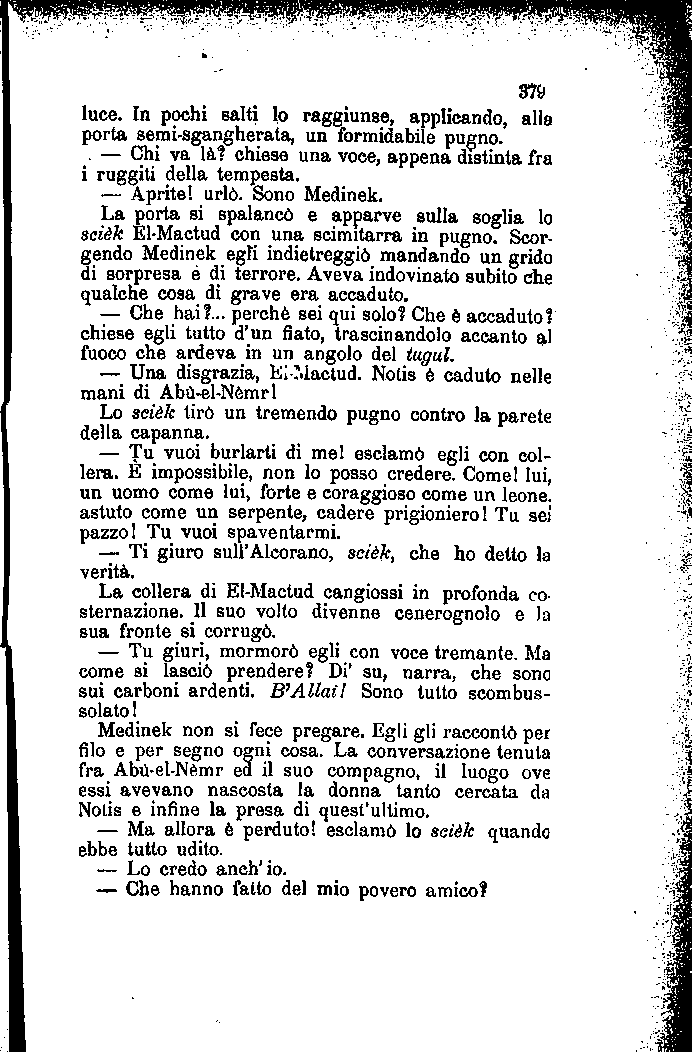 379
luce. In pochi salti lo raggiunse, applicando, alla
porta semi-sgangherata, un formidabile pugno.
— Chi va là? chiese una voce, appena distinta fra
i ruggiti della tempesta.
— Aprite! urlò. Sono Medinek.
La porta si spalancò e apparve sulla soglia lo
scièk El-Mactud con una scimitarra in pugno. Scor-
gendo Medinek egli indietreggiò mandando un grido
di sorpresa e di terrore. Aveva indovinato subito che
qualche cosa di grave era accaduto.
— Che hai?... perchè sei qui solo? Che è accaduto?
chiese egli tutto d'un fiato, trascinandolo accanto al
fuoco che ardeva in un angolo del tugul.
— Una disgrazia, El-Mactud. Notis è caduto nelle
mani di Abù-el-Nèmr!
Lo scièk tirò un tremendo pugno contro la parete
della capanna.
— Tu vuoi burlarti di me! esclamò egli con col-
lera. È impossibile, non lo posso credere. Come! lui,
un uomo come lui, forte e coraggioso come un leone,
astuto come un serpente, cadere prigioniero! Tu sei
pazzo! Tu vuoi spaventarmi.
— Ti giuro sull'Alcorano, scièk, che ho detto la
verità.
La collera di El-Mactud cangiossi in profonda co-
sternazione. Il suo volto divenne cenerognolo e la
sua fronte si corrugò.
— Tu giuri, mormorò egli con voce tremante. Ma
come si lasciò prendere? Di' su, narra, che sono
sui carboni ardenti. B'Allai! Sono tutto scombus-
solato!
Medinek non si fece pregare. Egli gli raccontò per
filo e per segno ogni cosa. La conversazione tenuta
fra Abù-el-Nèmr ed il suo compagno, il luogo ove
essi avevano nascosta la donna tanto cercata da
Notis e infine la presa di quest'ultimo.
— Ma allora è perduto! esclamò lo scièk quando
ebbe tutto udito.
— Lo credo anch'io.
— Che hanno fatto del mio povero amico?